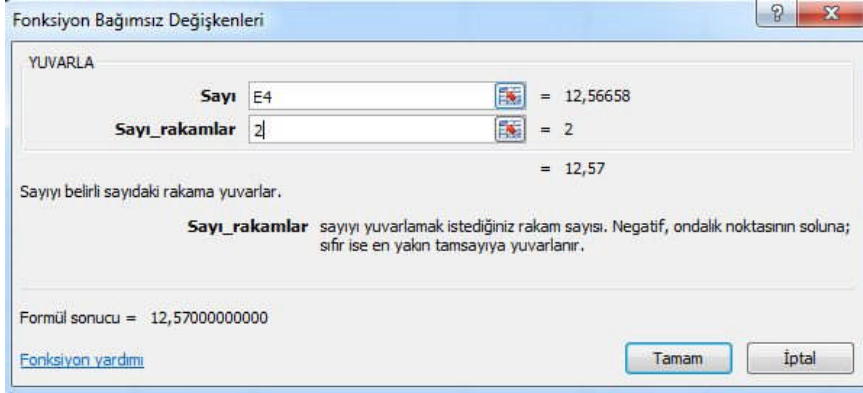 Fonksiyon Bağımsız Değişkenleri
YUVARLA
Sayı E4 = 12,56658
Sayı_rakamlar 2 = 2
= 12,57
Sayıyı belirli sayıdaki rakama yuvarlar.
Sayı_rakamlar sayıyı yuvarlamak istediğiniz rakam sayısı. Negatif, ondalık noktasının soluna;
sıfır ise en yakın tamsayıya yuvarlanır.
Formül sonucu = 12,57000000000
Fonksiyon yardımı
Tamam İptal